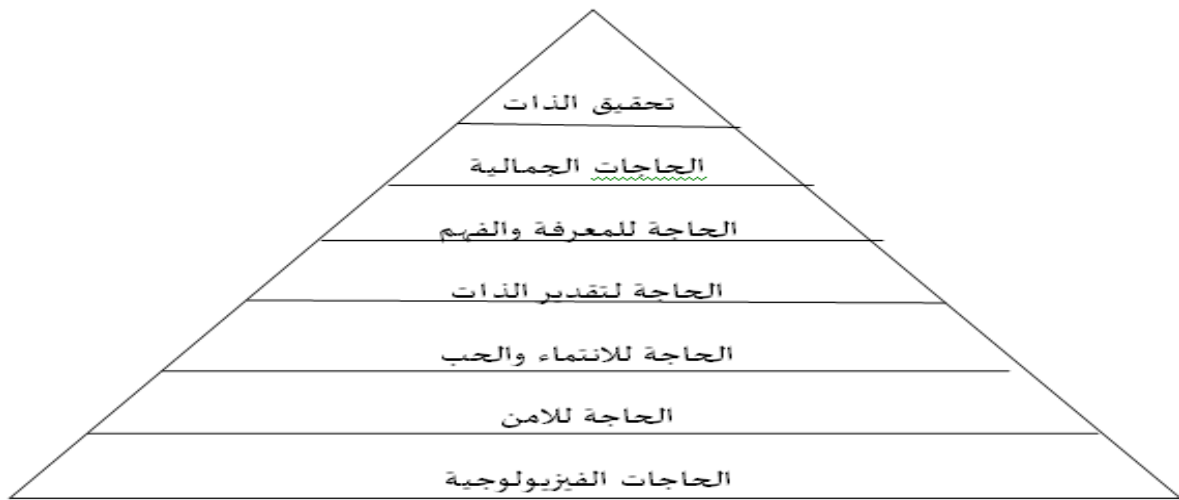 تحقيق الذات
الحاجات الجمالية
الحاجة للمعرفة والفهم
الحاجة لتقدير الذات
الحاجة للانتماء والحب
الحاجة للامن
الحاجات الفيزيولوجية